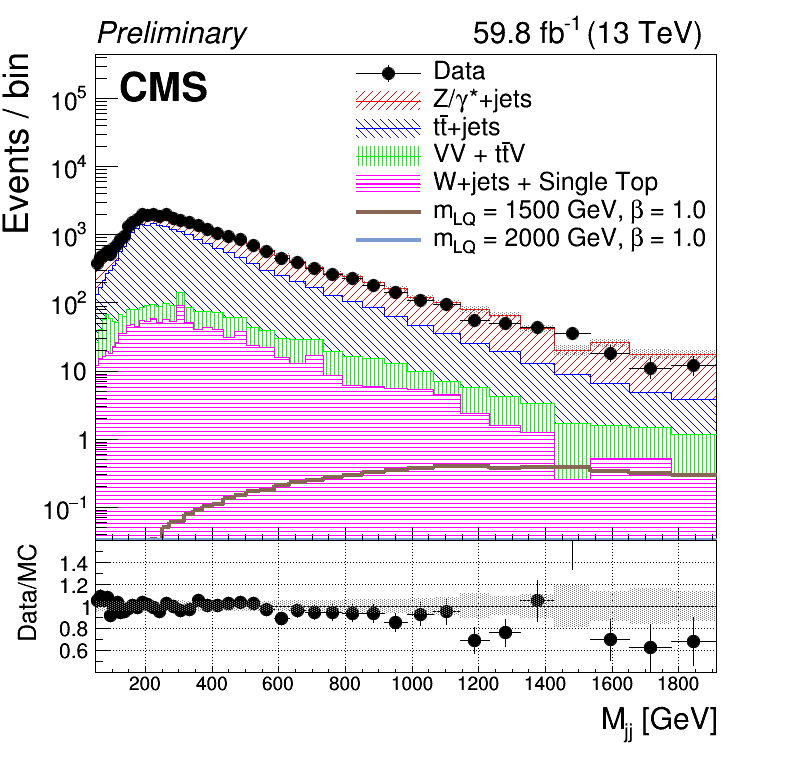 Preliminary 59.8 fb⁻¹ (13 TeV)
CMS
Data
Z/γ*+jets
tt̄+jets
VV + tt̄V
W+jets + Single Top
m_LQ = 1500 GeV, β = 1.0
m_LQ = 2000 GeV, β = 1.0
Events / bin
10⁵
10⁴
10³
10²
10
1
10⁻¹
Data/MC
1.4
1.2
1
0.8
0.6
200 400 600 800 1000 1200 1400 1600 1800
M_jj [GeV]